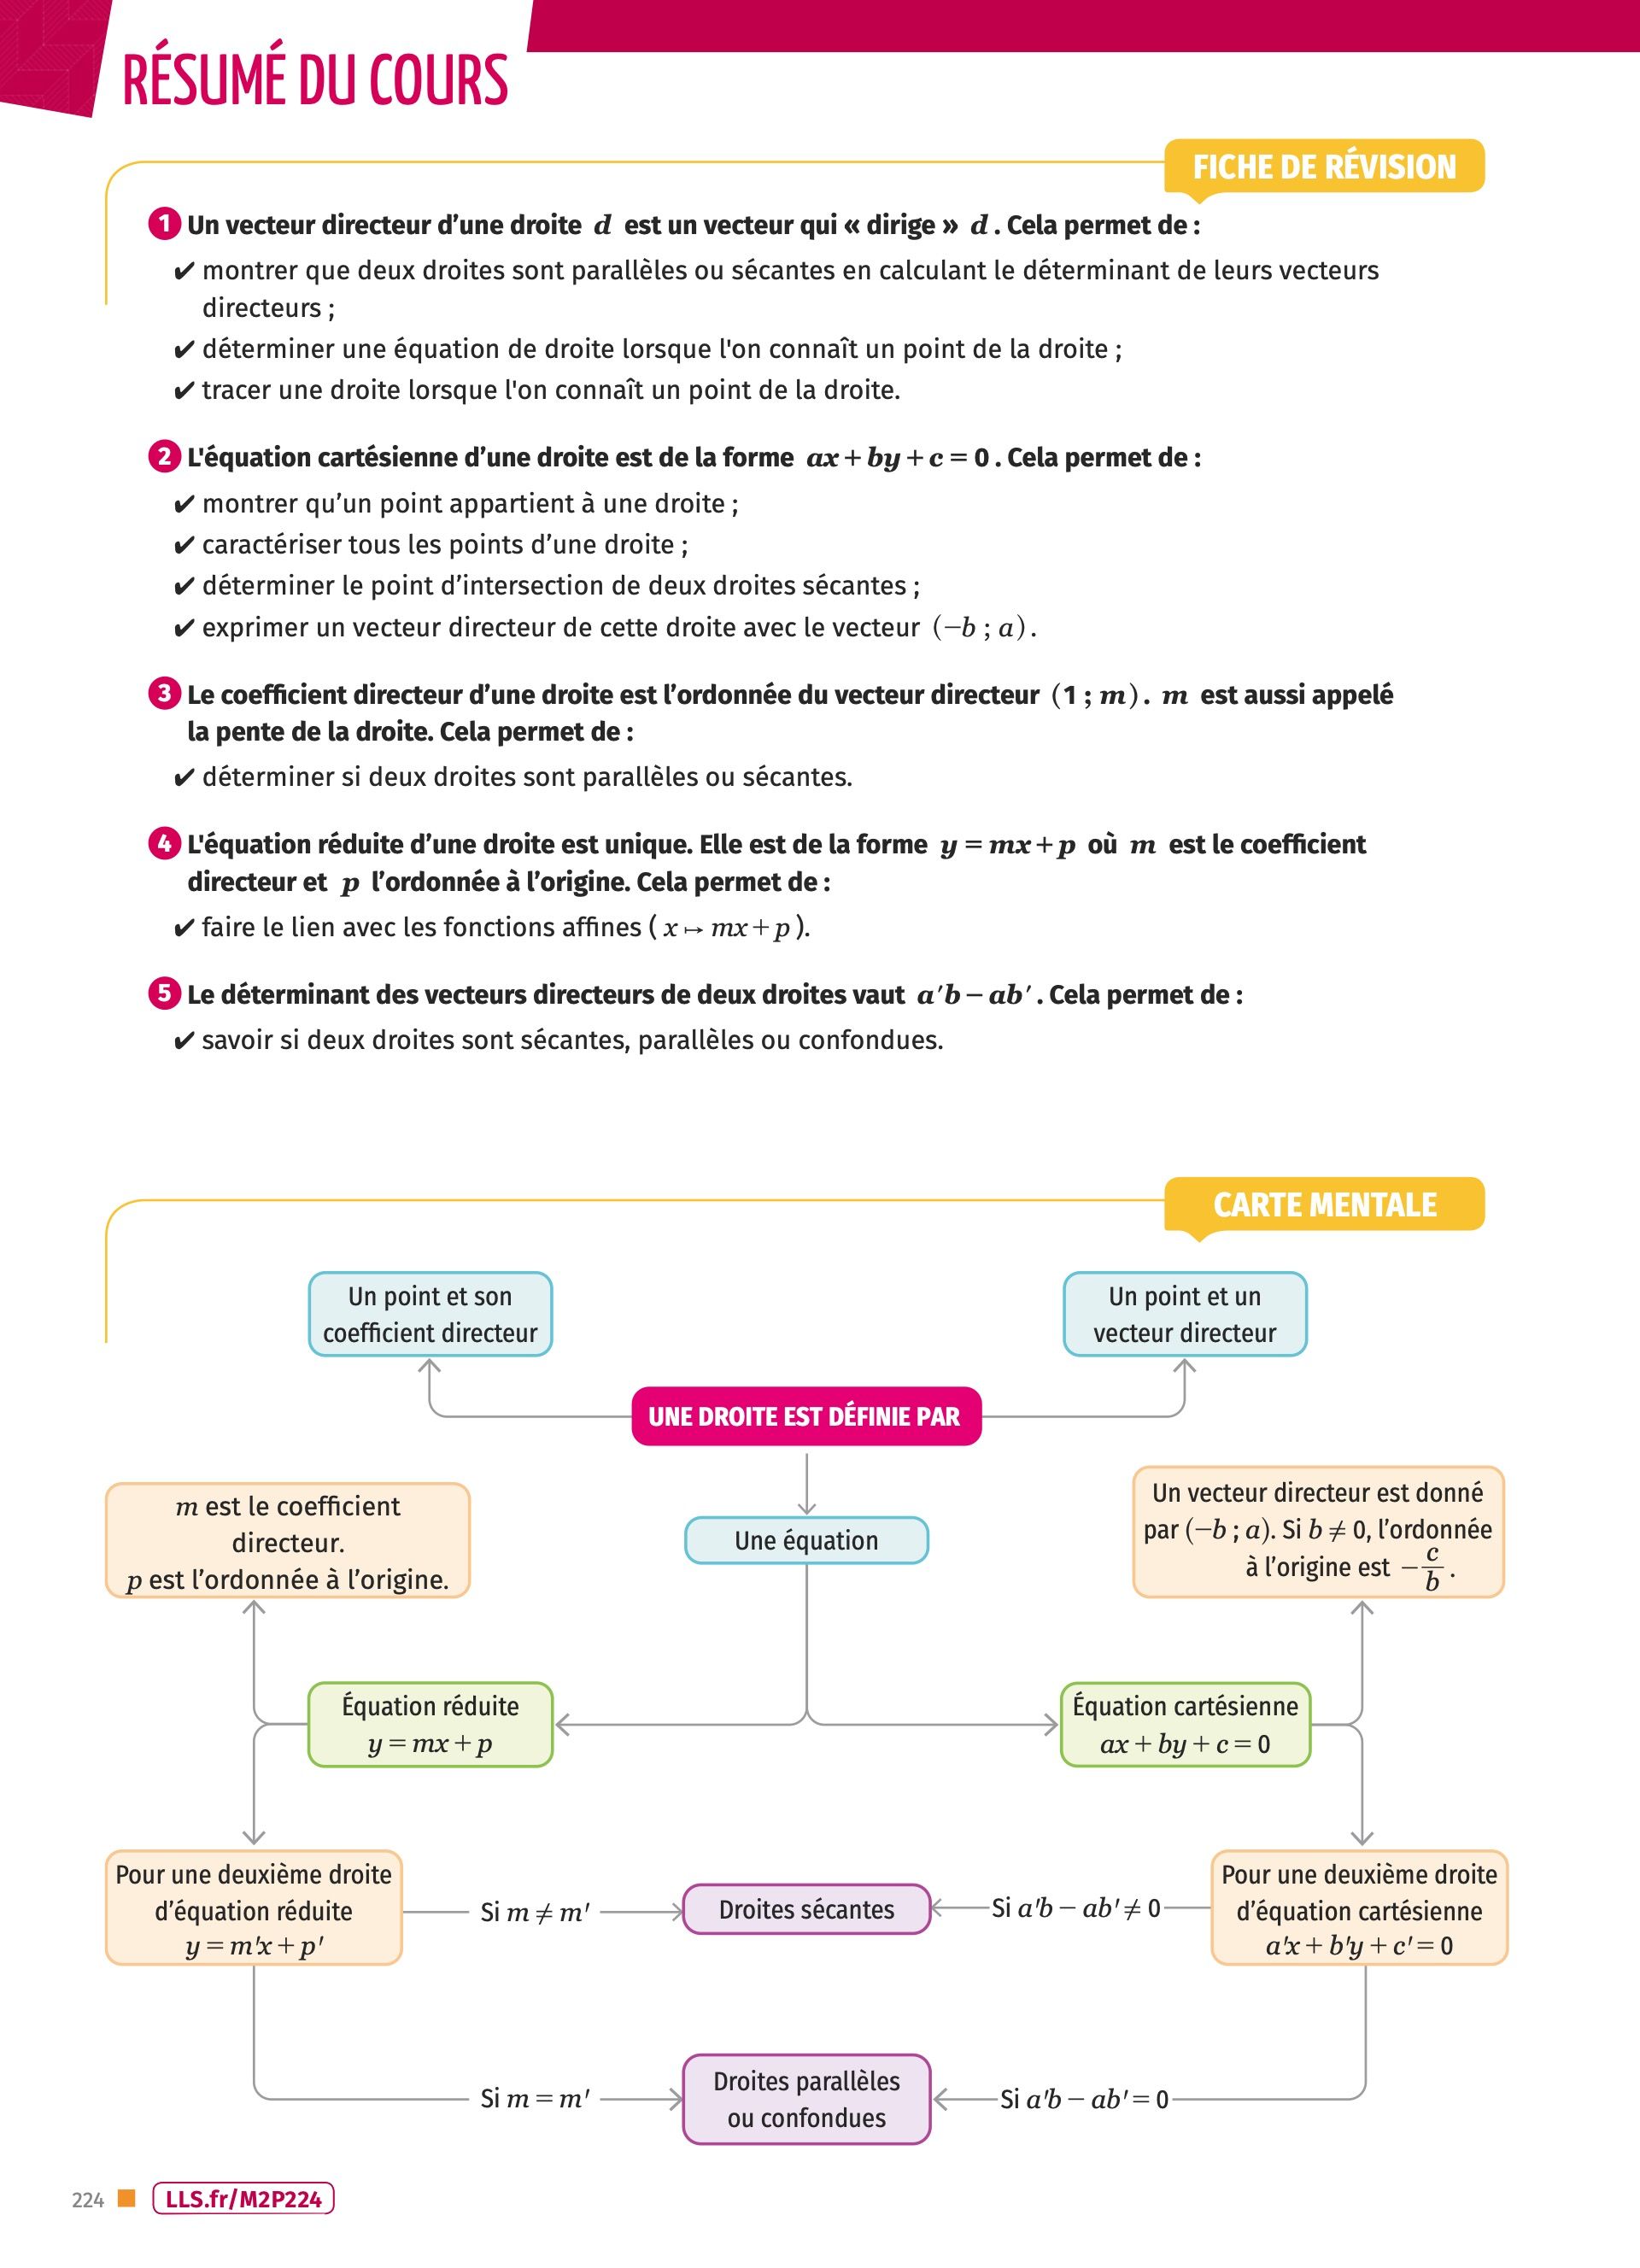 RÉSUMÉ DU COURS
FICHE DE RÉVISION
1 Un vecteur directeur d’une droite d est un vecteur qui « dirige » d. Cela permet de :
✔ montrer que deux droites sont parallèles ou sécantes en calculant le déterminant de leurs vecteurs
directeurs ;
✔ déterminer une équation de droite lorsque l'on connaît un point de la droite ;
✔ tracer une droite lorsque l'on connaît un point de la droite.
2 L'équation cartésienne d’une droite est de la forme ax + by + c = 0. Cela permet de :
✔ montrer qu’un point appartient à une droite ;
✔ caractériser tous les points d’une droite ;
✔ déterminer le point d’intersection de deux droites sécantes ;
✔ exprimer un vecteur directeur de cette droite avec le vecteur (−b ; a).
3 Le coefficient directeur d’une droite est l’ordonnée du vecteur directeur (1 ; m). m est aussi appelé
la pente de la droite. Cela permet de :
✔ déterminer si deux droites sont parallèles ou sécantes.
4 L'équation réduite d’une droite est unique. Elle est de la forme y = mx + p où m est le coefficient
directeur et p l’ordonnée à l’origine. Cela permet de :
✔ faire le lien avec les fonctions affines (x ↦ mx + p).
5 Le déterminant des vecteurs directeurs de deux droites vaut a′b − ab′. Cela permet de :
✔ savoir si deux droites sont sécantes, parallèles ou confondues.
CARTE MENTALE
Un point et son
coefficient directeur
Un point et un
vecteur directeur
UNE DROITE EST DÉFINIE PAR
m est le coefficient
directeur.
p est l’ordonnée à l’origine.
Une équation
Un vecteur directeur est donné
par (−b ; a). Si b ≠ 0, l’ordonnée
à l’origine est −c/b.
Équation réduite
y = mx + p
Équation cartésienne
ax + by + c = 0
Pour une deuxième droite
d’équation réduite
y = m′x + p′
Si m ≠ m′
Droites sécantes
Si a′b − ab′ ≠ 0
Pour une deuxième droite
d’équation cartésienne
a′x + b′y + c′ = 0
Si m = m′
Droites parallèles
ou confondues
Si a′b − ab′ = 0
224
LLS.fr/M2P224